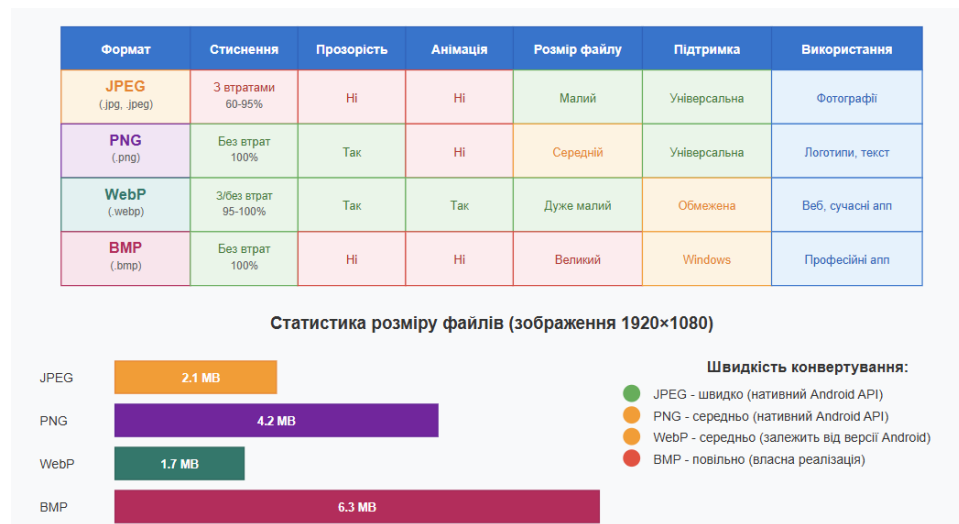 Формат Стиснення Прозорість Анімація Розмір файлу Підтримка Використання
JPEG
(.jpg, .jpeg)
З втратами
60-95%
Ні
Ні
Малий
Універсальна
Фотографії
PNG
(.png)
Без втрат
100%
Так
Ні
Середній
Універсальна
Логотипи, текст
WebP
(.webp)
З/без втрат
95-100%
Так
Так
Дуже малий
Обмежена
Веб, сучасні апп
BMP
(.bmp)
Без втрат
100%
Ні
Ні
Великий
Windows
Професійні апп
Статистика розміру файлів (зображення 1920×1080)
JPEG 2.1 MB
PNG 4.2 MB
WebP 1.7 MB
BMP 6.3 MB
Швидкість конвертування:
JPEG - швидко (нативний Android API)
PNG - середньо (нативний Android API)
WebP - середньо (залежить від версії Android)
BMP - повільно (власна реалізація)